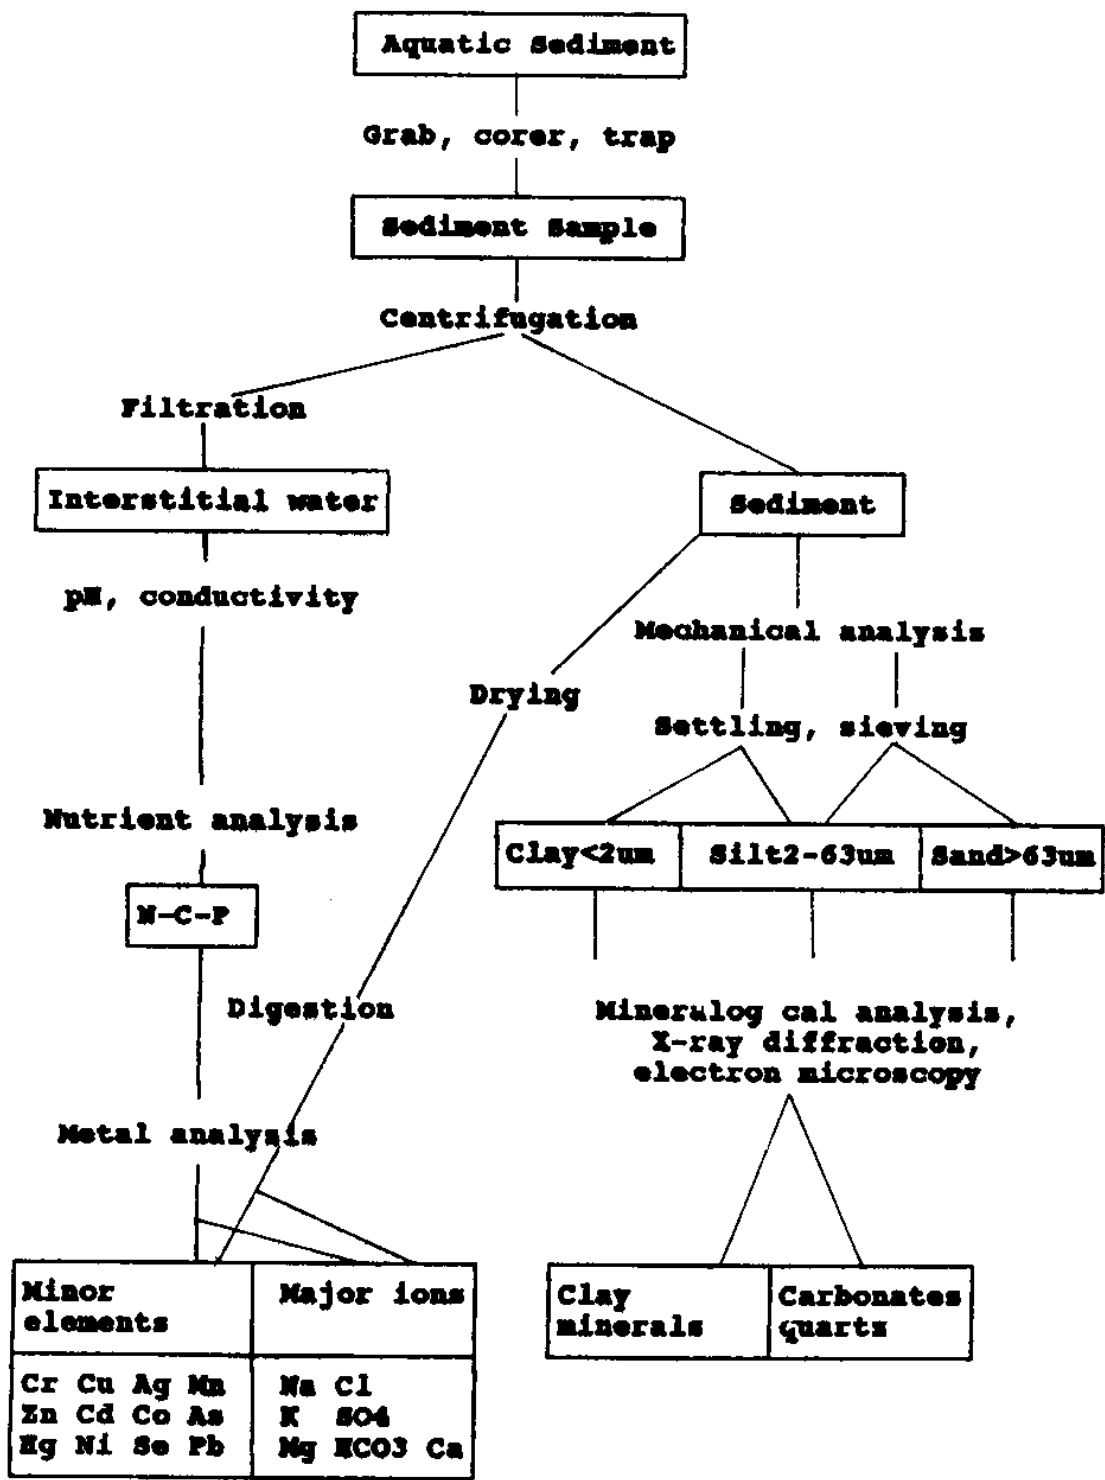 Aquatic Sediment
Grab, corer, trap
Sediment Sample
Centrifugation
Filtration
Interstitial water
Sediment
pH, conductivity
Mechanical analysis
Drying
Settling, sieving
Nutrient analysis
Clay<2um
Silt2-63um
Sand>63um
N-C-P
Digestion
Mineralog cal analysis,
X-ray diffraction,
electron microscopy
Metal analysis
Minor
elements
Major ions
Clay
minerals
Carbonates
quartz
Cr Cu Ag Mn
Zn Cd Co As
Hg Ni Se Pb
Na Cl
K SO4
Mg HCO3 Ca